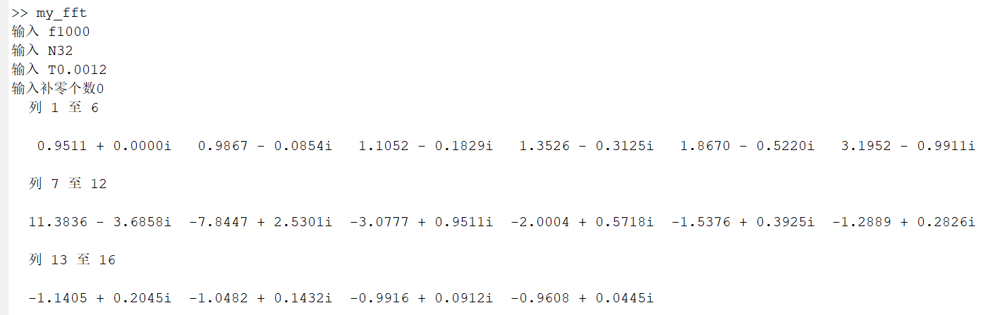 >> my_fft
输入 f1000
输入 N32
输入 T0.0012
输入补零个数0
列 1 至 6
0.9511 + 0.0000i   0.9867 - 0.0854i   1.1052 - 0.1829i   1.3526 - 0.3125i   1.8670 - 0.5220i   3.1952 - 0.9911i
列 7 至 12
11.3836 - 3.6858i  -7.8447 + 2.5301i  -3.0777 + 0.9511i  -2.0004 + 0.5718i  -1.5376 + 0.3925i  -1.2889 + 0.2826i
列 13 至 16
-1.1405 + 0.2045i  -1.0482 + 0.1432i  -0.9916 + 0.0912i  -0.9608 + 0.0445i